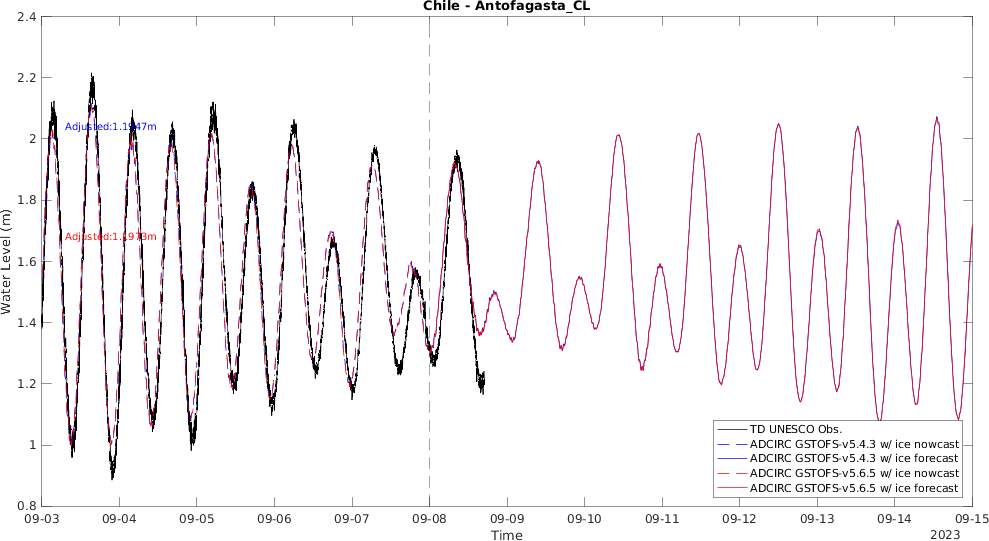 Chile - Antofagasta_CL
2.4
2.2
2
1.8
1.6
1.4
1.2
1
0.8
Water Level (m)
Adjusted:1.1947m
Adjusted:1.1973m
TD UNESCO Obs.
ADCIRC GSTOFS-v5.4.3 w/ ice nowcast
ADCIRC GSTOFS-v5.4.3 w/ ice forecast
ADCIRC GSTOFS-v5.6.5 w/ ice nowcast
ADCIRC GSTOFS-v5.6.5 w/ ice forecast
09-03 09-04 09-05 09-06 09-07 09-08 09-09 09-10 09-11 09-12 09-13 09-14 09-15
Time
2023